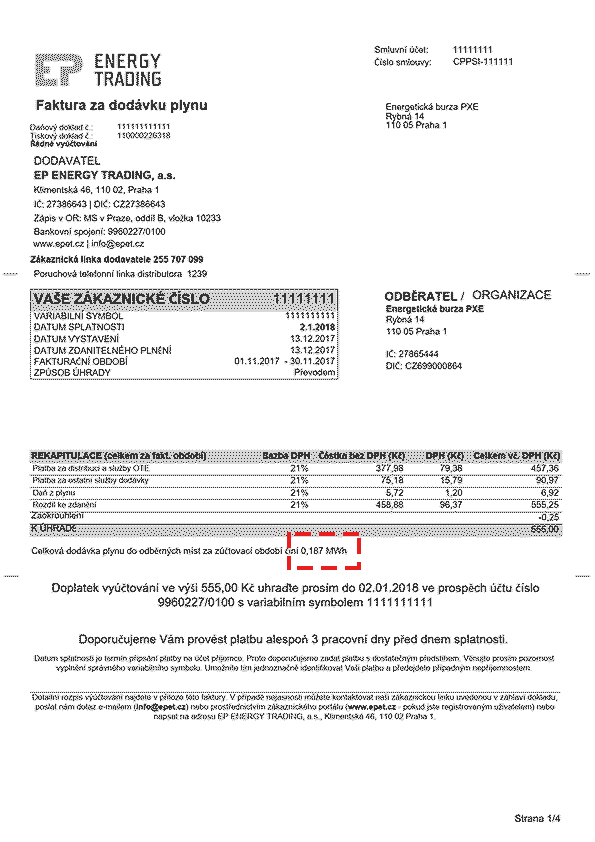 EP ENERGY
TRADING
Smluvní účet: 11111111
Číslo smlouvy: CPPSI-111111
Faktura za dodávku plynu
Energetická burza PXE
Rybná 14
110 05 Praha 1
Daňový doklad č.: 111111111111
Tiskový doklad č.: 110000226318
Řádné vyúčtování
DODAVATEL
EP ENERGY TRADING, a.s.
Klimentská 46, 110 02, Praha 1
IČ: 27386643 | DIČ: CZ27386643
Zápis v OR: MS v Praze, oddíl B, vložka 10233
Bankovní spojení: 9960227/0100
www.epet.cz | info@epet.cz
Zákaznická linka dodavatele 255 707 099
Poruchová telefonní linka distributora 1239
VAŠE ZÁKAZNICKÉ ČÍSLO 11111111
VARIABILNÍ SYMBOL 1111111111
DATUM SPLATNOSTI 2.1.2018
DATUM VYSTAVENÍ 13.12.2017
DATUM ZDANITELNÉHO PLNĚNÍ 13.12.2017
FAKTURAČNÍ OBDOBÍ 01.11.2017 - 30.11.2017
ZPŮSOB ÚHRADY Převodem
ODBĚRATEL / ORGANIZACE
Energetická burza PXE
Rybná 14
110 05 Praha 1
IČ: 27865444
DIČ: CZ699000864
REKAPITULACE (celkem za fakt. období) Sazba DPH Částka bez DPH (Kč) DPH (Kč) Celkem vč. DPH (Kč)
Platba za distribuci a služby OTE 21% 377,98 79,38 457,36
Platba za ostatní služby dodávky 21% 75,18 15,79 90,97
Daň z plynu 21% 5,72 1,20 6,92
Rozdíl ke zdanění 21% 458,88 96,37 555,25
Zaokrouhlení -0,25
K ÚHRADĚ 555,00
Celková dodávka plynu do odběrných míst za zúčtovací období činí 0,187 MWh
Doplatek vyúčtování ve výši 555,00 Kč uhraďte prosím do 02.01.2018 ve prospěch účtu číslo
9960227/0100 s variabilním symbolem 1111111111
Doporučujeme Vám provést platbu alespoň 3 pracovní dny před dnem splatnosti.
Datum splatnosti je termín připsání platby na účet příjemce. Proto doporučujeme zadat platbu s dostatečným předstihem. Věnujte prosím pozornost
vyplnění správného variabilního symbolu. Umožníte tím jednoznačně identifikovat Vaši platbu a předejdete případným nepříjemnostem.
Detailní rozpis vyúčtování najdete v příloze této faktury. V případě nejasností můžete kontaktovat naši zákaznickou linku uvedenou v záhlaví dokladu,
poslat nám dotaz e-mailem (info@epet.cz) nebo prostřednictvím zákaznického portálu (www.epet.cz - pokud jste registrovaným uživatelem) nebo
napsat na adresu EP ENERGY TRADING, a.s., Klimentská 46, 110 02 Praha 1.
Strana 1/4